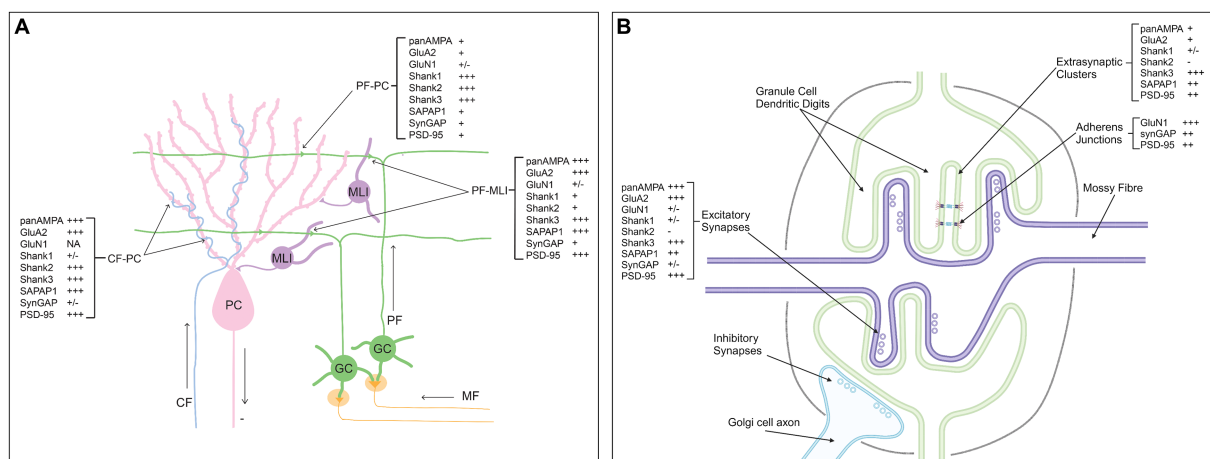 A
panAMPA +
GluA2 +
GluN1 +/-
Shank1 +++
Shank2 +++
Shank3 +++
SAPAP1 +
SynGAP +
PSD-95 +
PF-PC
panAMPA +++
GluA2 +++
GluN1 +/-
Shank1 +
Shank2 +
Shank3 +++
SAPAP1 +++
SynGAP +
PSD-95 +++
PF-MLI
MLI
MLI
panAMPA +++
GluA2 +++
GluN1 NA
Shank1 +/-
Shank2 +++
Shank3 +++
SAPAP1 +++
SynGAP +/-
PSD-95 +++
CF-PC
PC
PF
GC
GC
CF
-
MF
B
panAMPA +
GluA2 +
Shank1 +/-
Shank2 -
Shank3 +++
SAPAP1 ++
PSD-95 ++
Extrasynaptic
Clusters
Granule Cell
Dendritic Digits
GluN1 +++
synGAP ++
PSD-95 ++
Adherens
Junctions
Mossy Fibre
panAMPA +++
GluA2 +++
GluN1 +/-
Shank1 +/-
Shank2 -
Shank3 +++
SAPAP1 ++
SynGAP +/-
PSD-95 +++
Excitatory
Synapses
Inhibitory
Synapses
Golgi cell axon